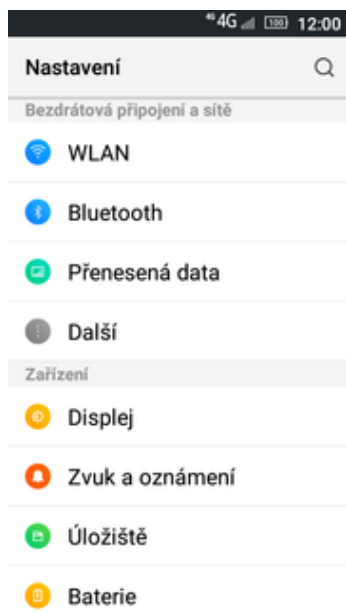 4G 100 12:00
Nastavení
Bezdrátová připojení a sítě
WLAN
Bluetooth
Přenesená data
Další
Zařízení
Displej
Zvuk a oznámení
Úložiště
Baterie